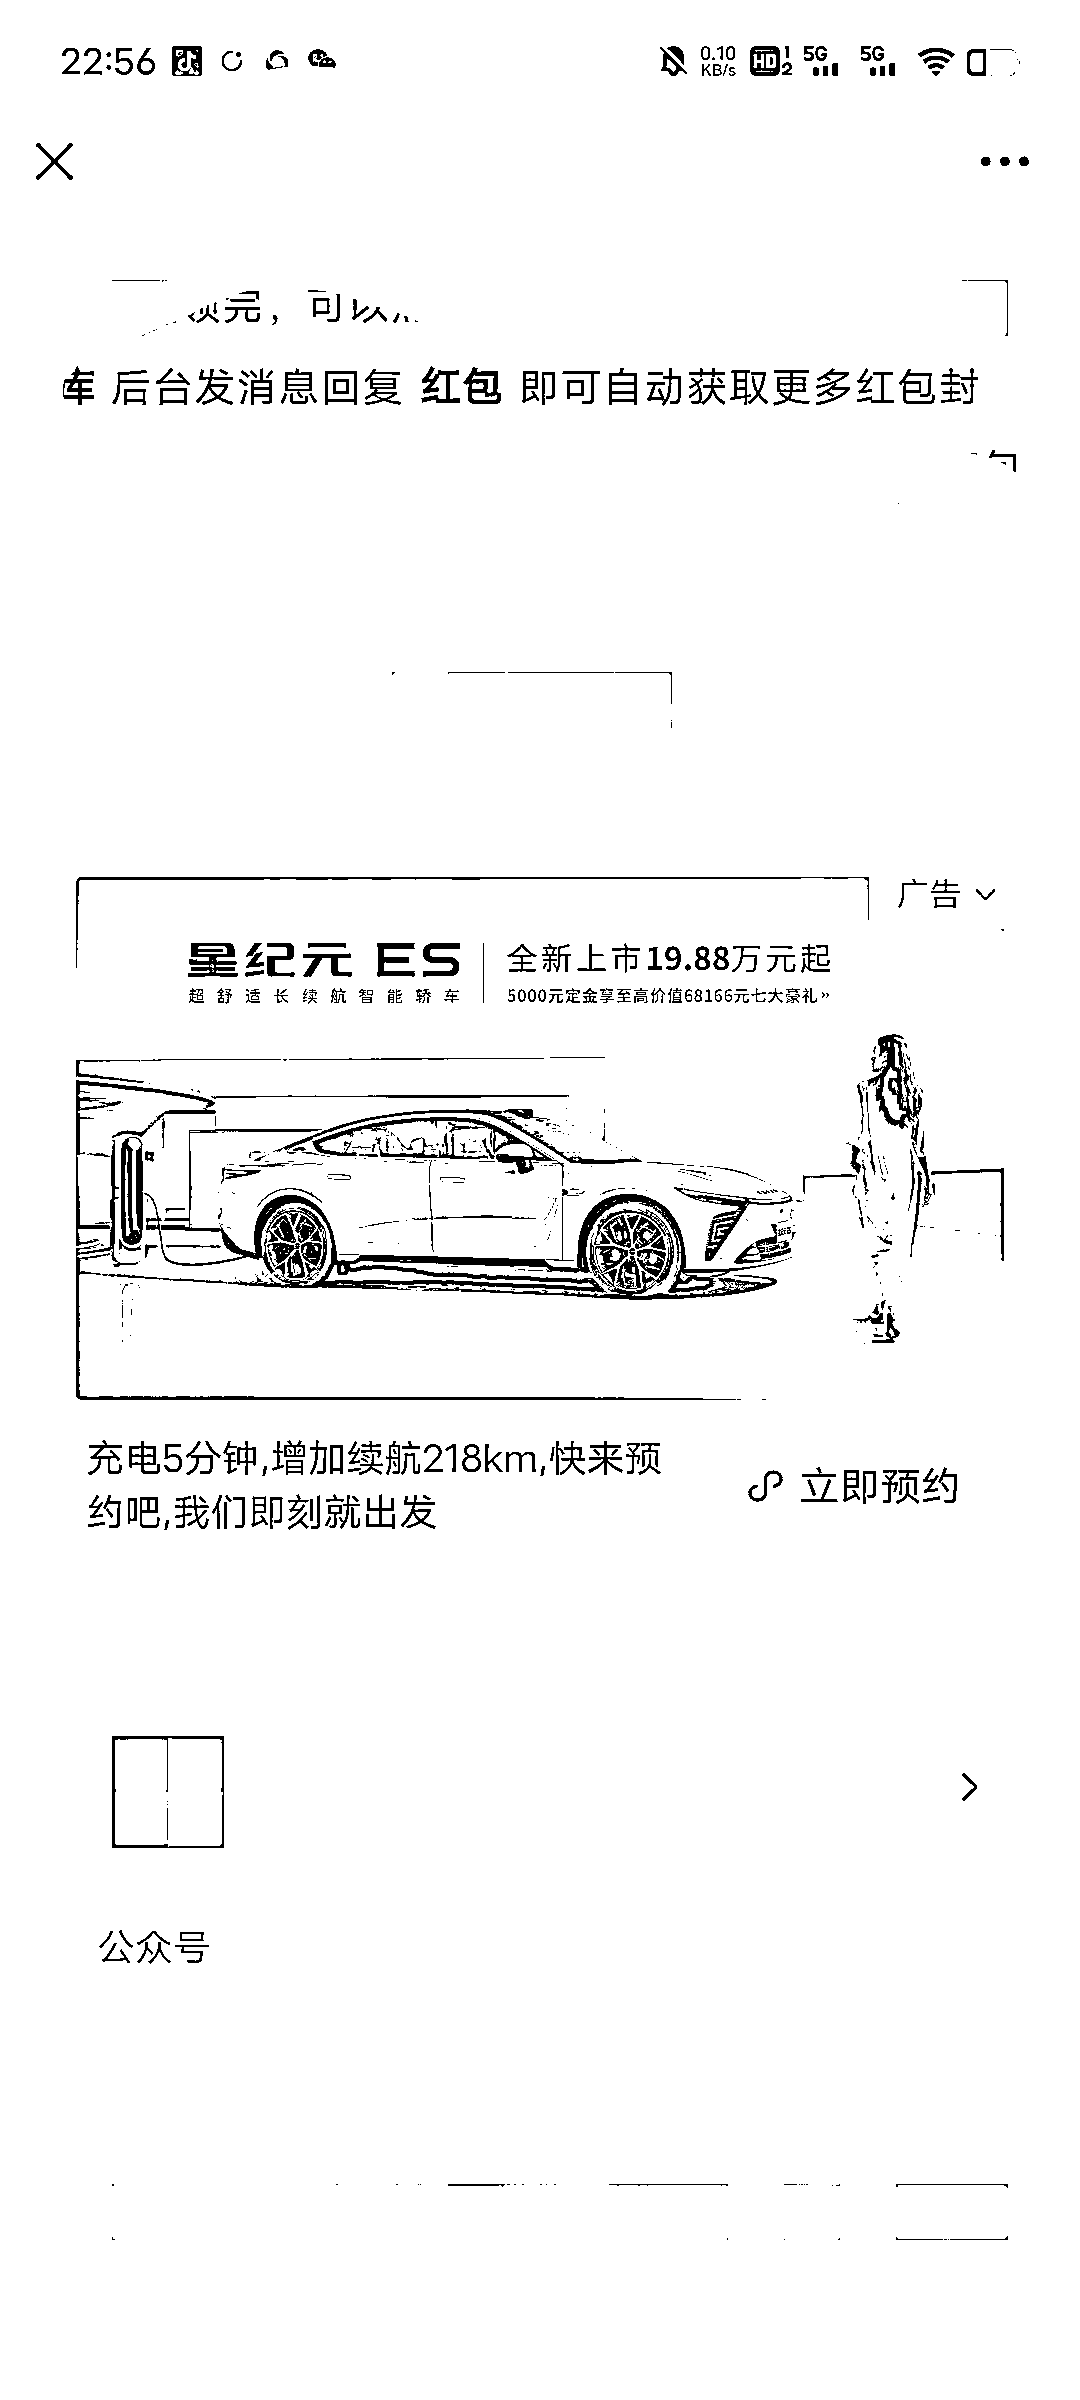 22:56
0.10 KB/s HD 1 2 5G 5G
完，可以
车 后台发消息回复 红包 即可自动获取更多红包封
广告
星纪元 ES
全新上市19.88万元起
超舒适长续航智能轿车
5000元定金享至高价值68166元七大豪礼»
充电5分钟,增加续航218km,快来预
约吧,我们即刻就出发
立即预约
公众号